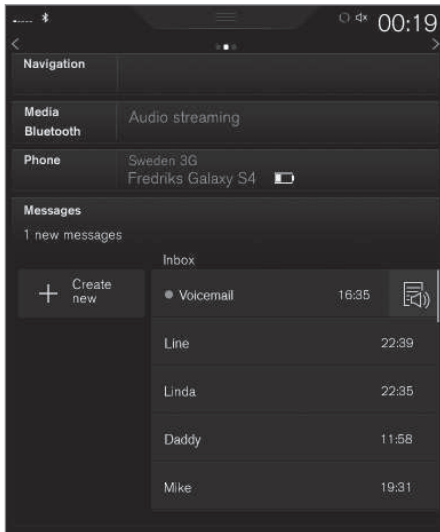 00:19
Navigation
Media
Bluetooth
Audio streaming
Phone
Sweden 3G
Fredriks Galaxy S4
Messages
1 new messages
Inbox
Create
new
Voicemail 16:35
Line 22:39
Linda 22:35
Daddy 11:58
Mike 19:31